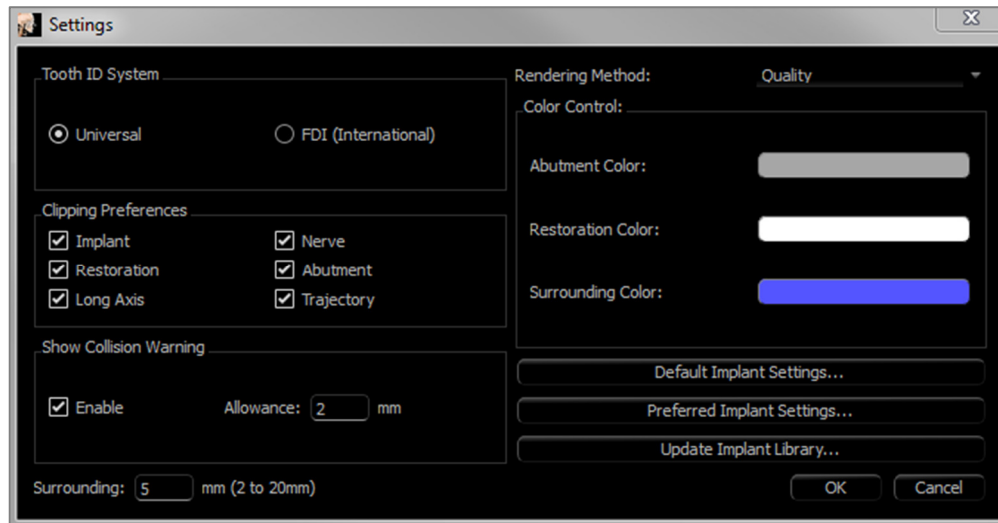 Settings
Tooth ID System
Universal
FDI (International)
Clipping Preferences
Implant
Nerve
Restoration
Abutment
Long Axis
Trajectory
Show Collision Warning
Enable
Allowance: 2 mm
Surrounding: 5 mm (2 to 20mm)
Rendering Method: Quality
Color Control:
Abutment Color:
Restoration Color:
Surrounding Color:
Default Implant Settings...
Preferred Implant Settings...
Update Implant Library...
OK
Cancel